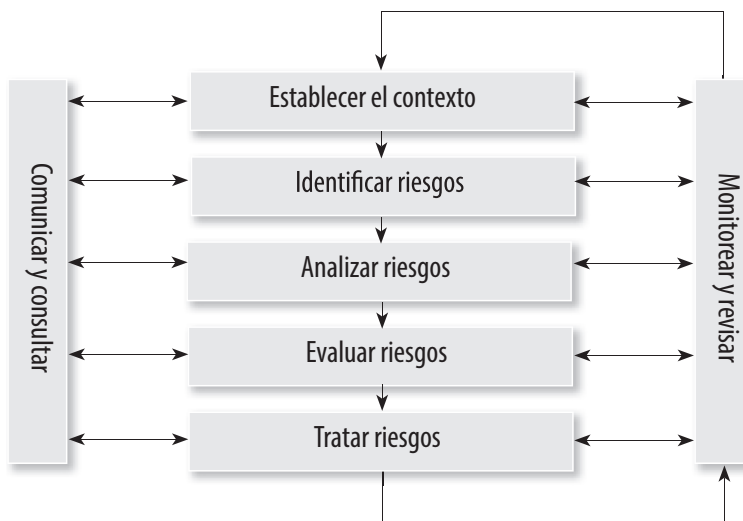 Establecer el contexto
Identificar riesgos
Analizar riesgos
Evaluar riesgos
Tratar riesgos
Comunicar y consultar
Monitorear y revisar